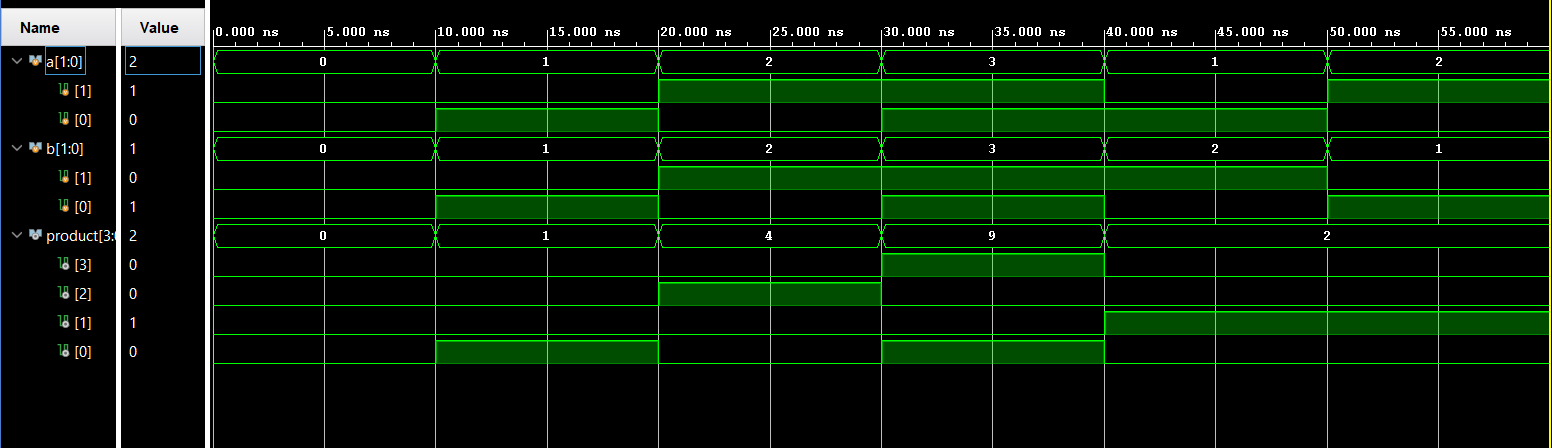 Name Value 0.000 ns 5.000 ns 10.000 ns 15.000 ns 20.000 ns 25.000 ns 30.000 ns 35.000 ns 40.000 ns 45.000 ns 50.000 ns 55.000 ns
a[1:0] 2 0 1 2 3 1 2
[1] 1
[0] 0
b[1:0] 1 0 1 2 3 2 1
[1] 0
[0] 1
product[3: 2 0 1 4 9 2
[3] 0
[2] 0
[1] 1
[0] 0